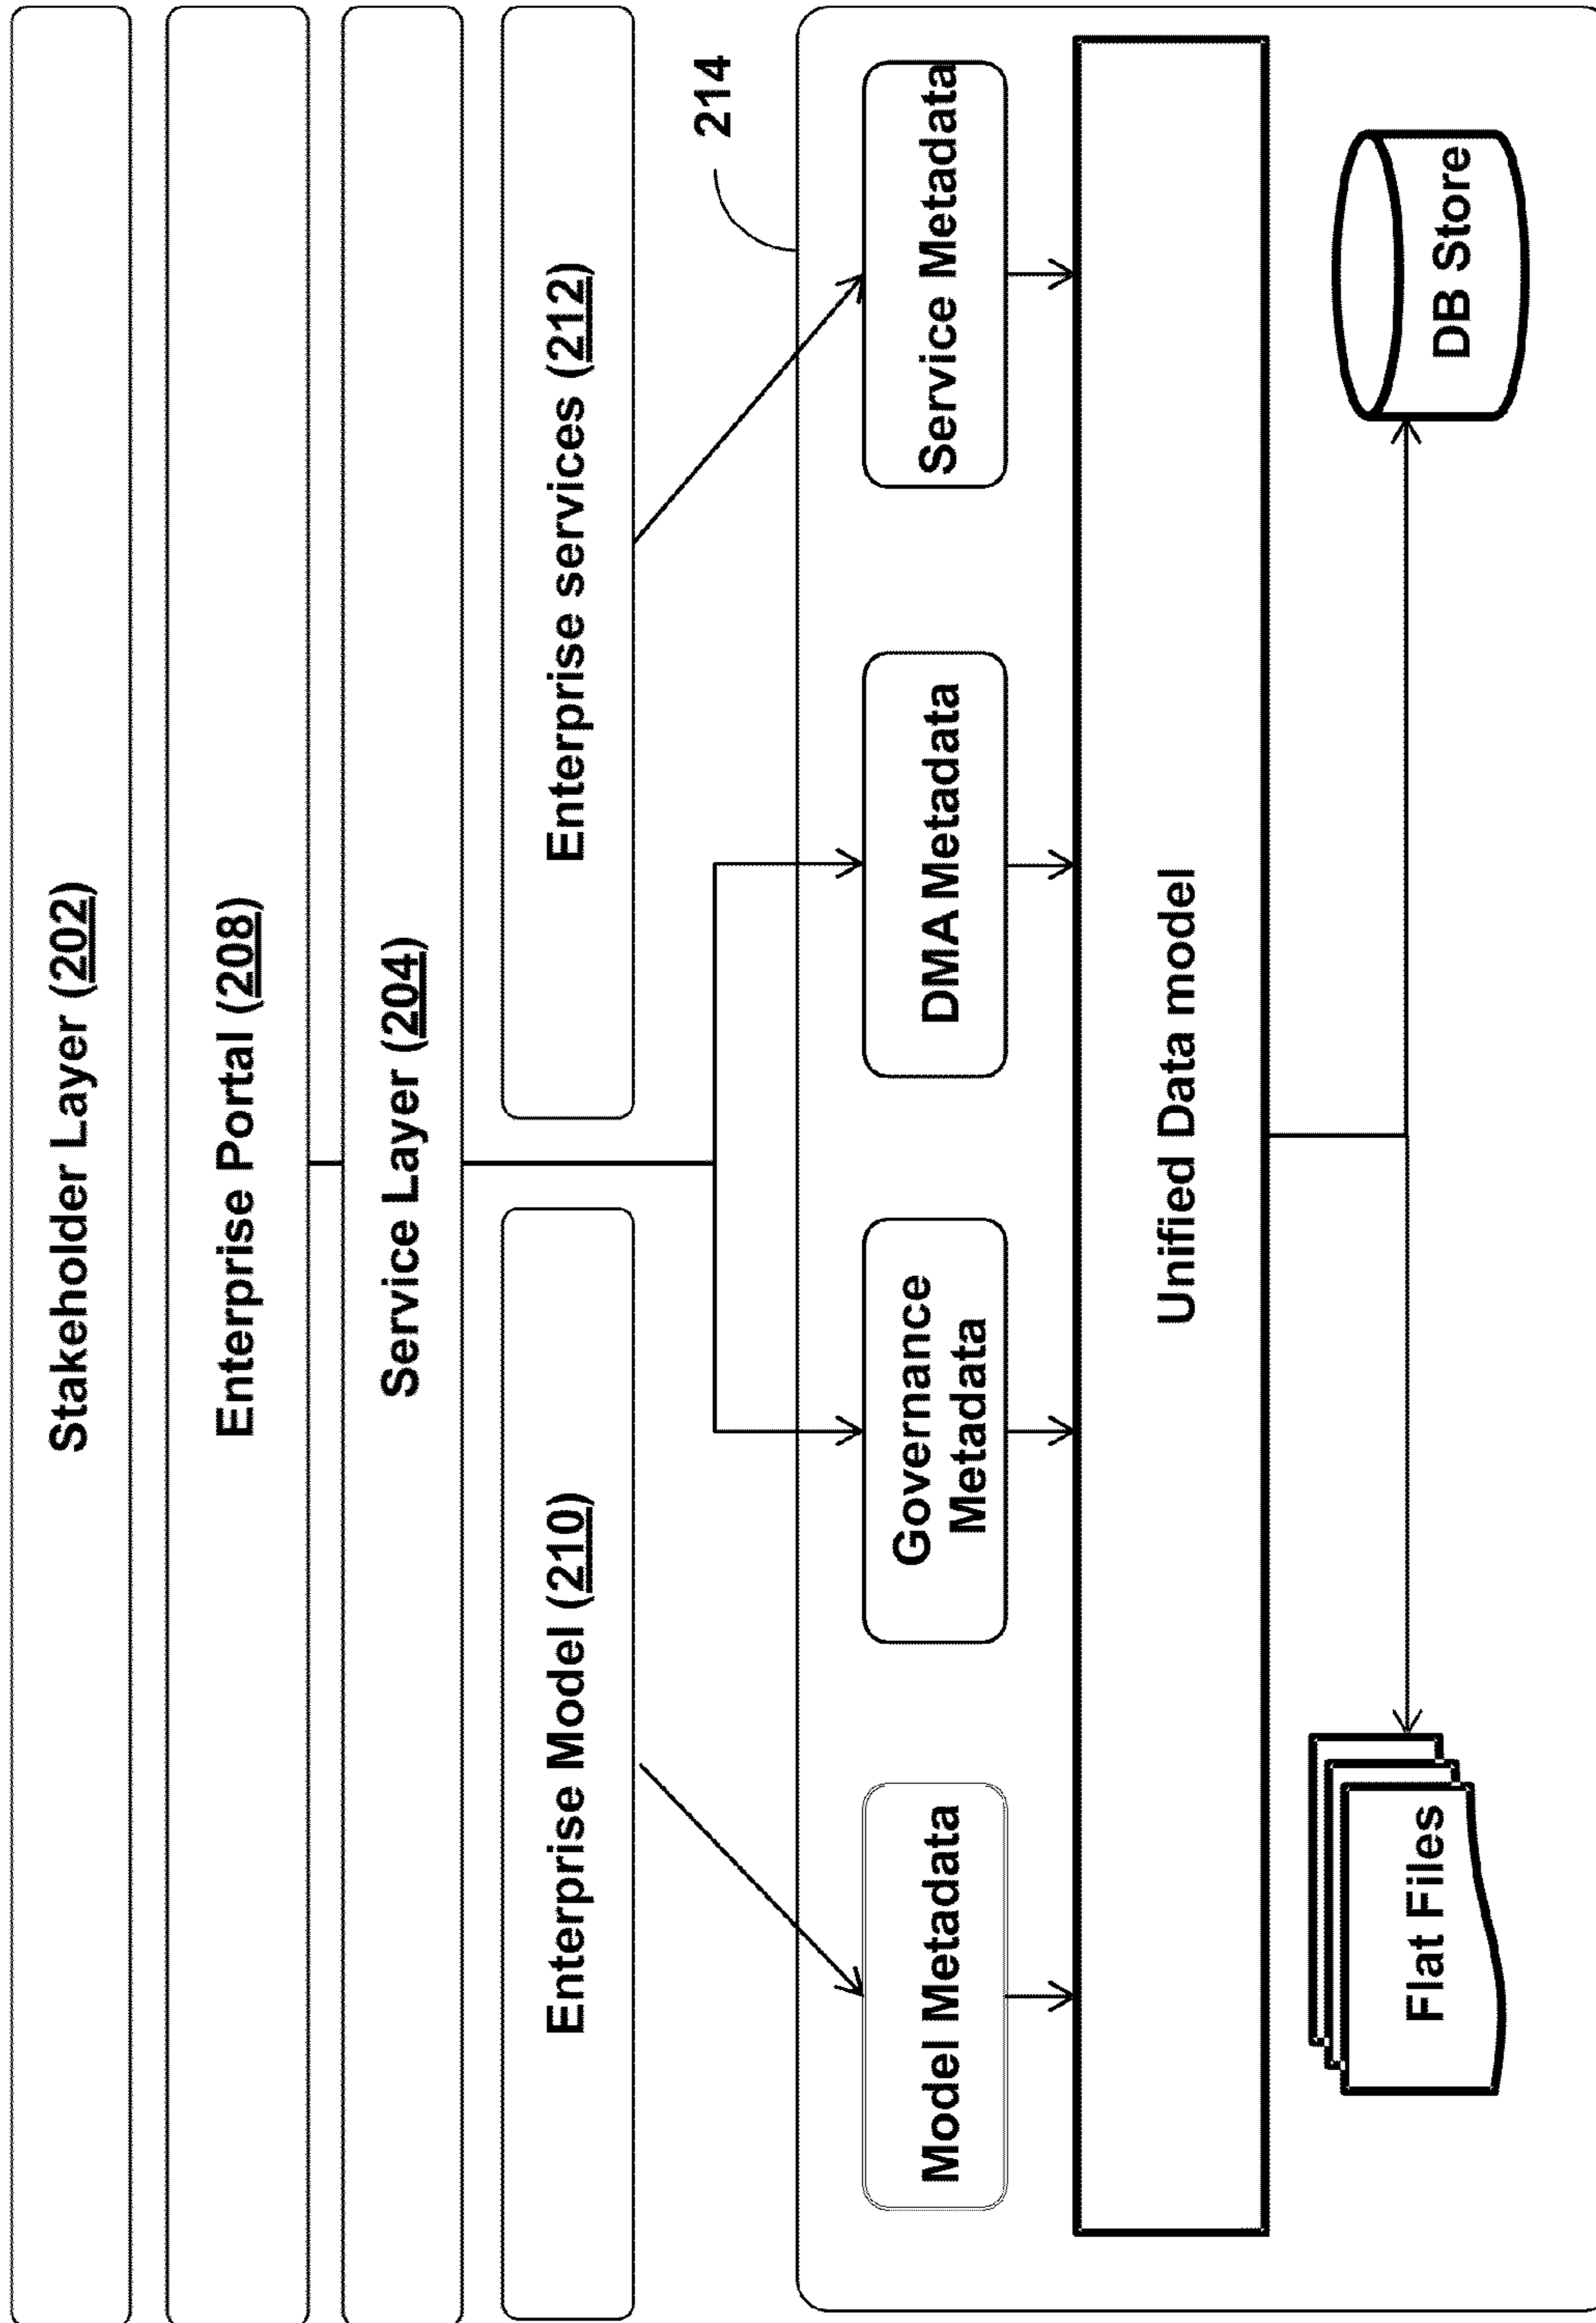 Stakeholder Layer (202)
Enterprise Portal (208)
Service Layer (204)
Enterprise Model (210)
Enterprise services (212)
214
Model Metadata
Governance
Metadata
DMA Metadata
Service Metadata
Unified Data model
Flat Files
DB Store